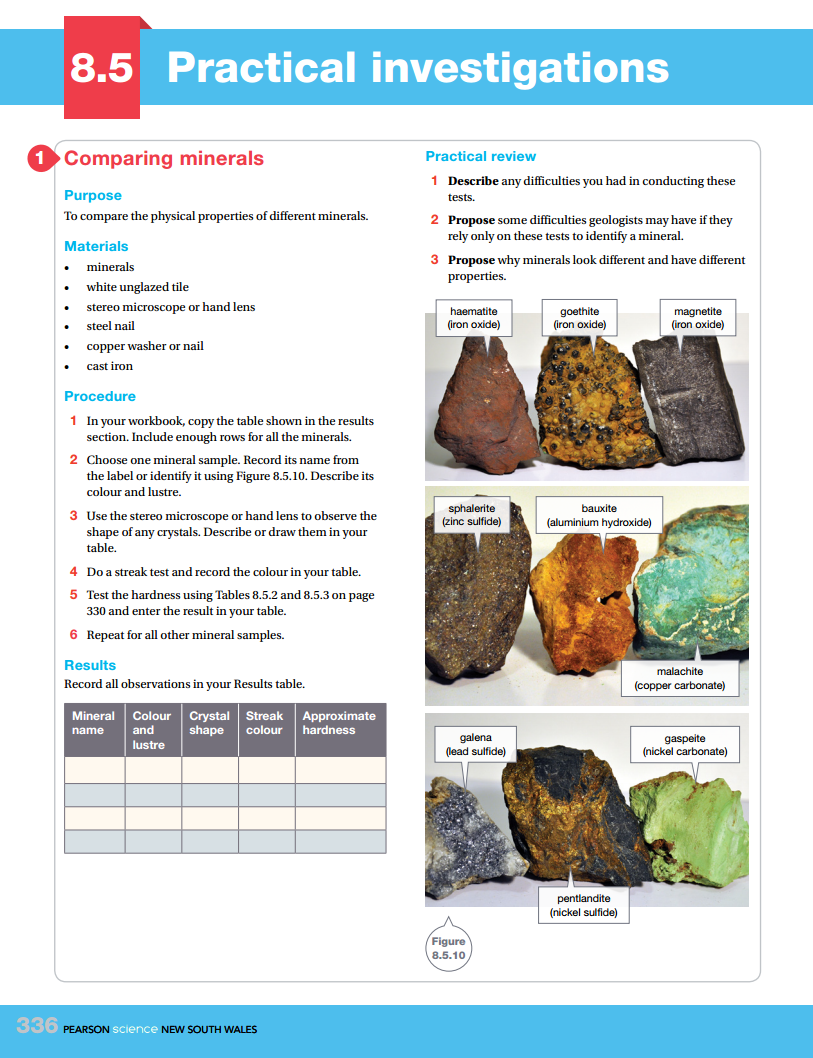 8.5 Practical investigations
1 Comparing minerals
Purpose
To compare the physical properties of different minerals.
Materials
• minerals
• white unglazed tile
• stereo microscope or hand lens
• steel nail
• copper washer or nail
• cast iron
Procedure
1 In your workbook, copy the table shown in the results
section. Include enough rows for all the minerals.
2 Choose one mineral sample. Record its name from
the label or identify it using Figure 8.5.10. Describe its
colour and lustre.
3 Use the stereo microscope or hand lens to observe the
shape of any crystals. Describe or draw them in your
table.
4 Do a streak test and record the colour in your table.
5 Test the hardness using Tables 8.5.2 and 8.5.3 on page
330 and enter the result in your table.
6 Repeat for all other mineral samples.
Results
Record all observations in your Results table.
Mineral name
Colour and lustre
Crystal shape
Streak colour
Approximate hardness
Practical review
1 Describe any difficulties you had in conducting these
tests.
2 Propose some difficulties geologists may have if they
rely only on these tests to identify a mineral.
3 Propose why minerals look different and have different
properties.
haematite
(iron oxide)
goethite
(iron oxide)
magnetite
(iron oxide)
sphalerite
(zinc sulfide)
bauxite
(aluminium hydroxide)
malachite
(copper carbonate)
galena
(lead sulfide)
gaspeite
(nickel carbonate)
pentlandite
(nickel sulfide)
Figure
8.5.10
336 PEARSON science NEW SOUTH WALES